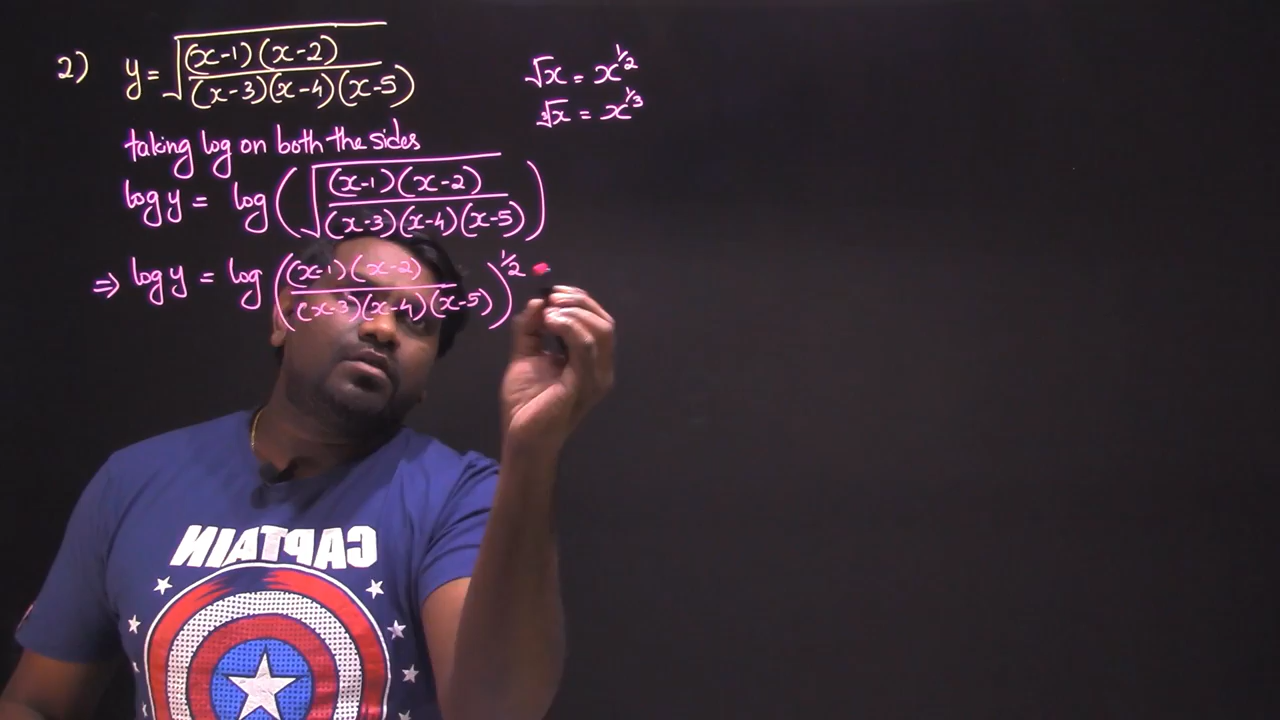 2) y = √((x-1)(x-2) / (x-3)(x-4)(x-5))
√x = x^1/2
∛x = x^1/3
taking log on both the sides
log y = log (√((x-1)(x-2) / (x-3)(x-4)(x-5)))
⇒ log y = log ((x-1)(x-2) / (x-3)(x-4)(x-5))^1/2
CAPTAIN